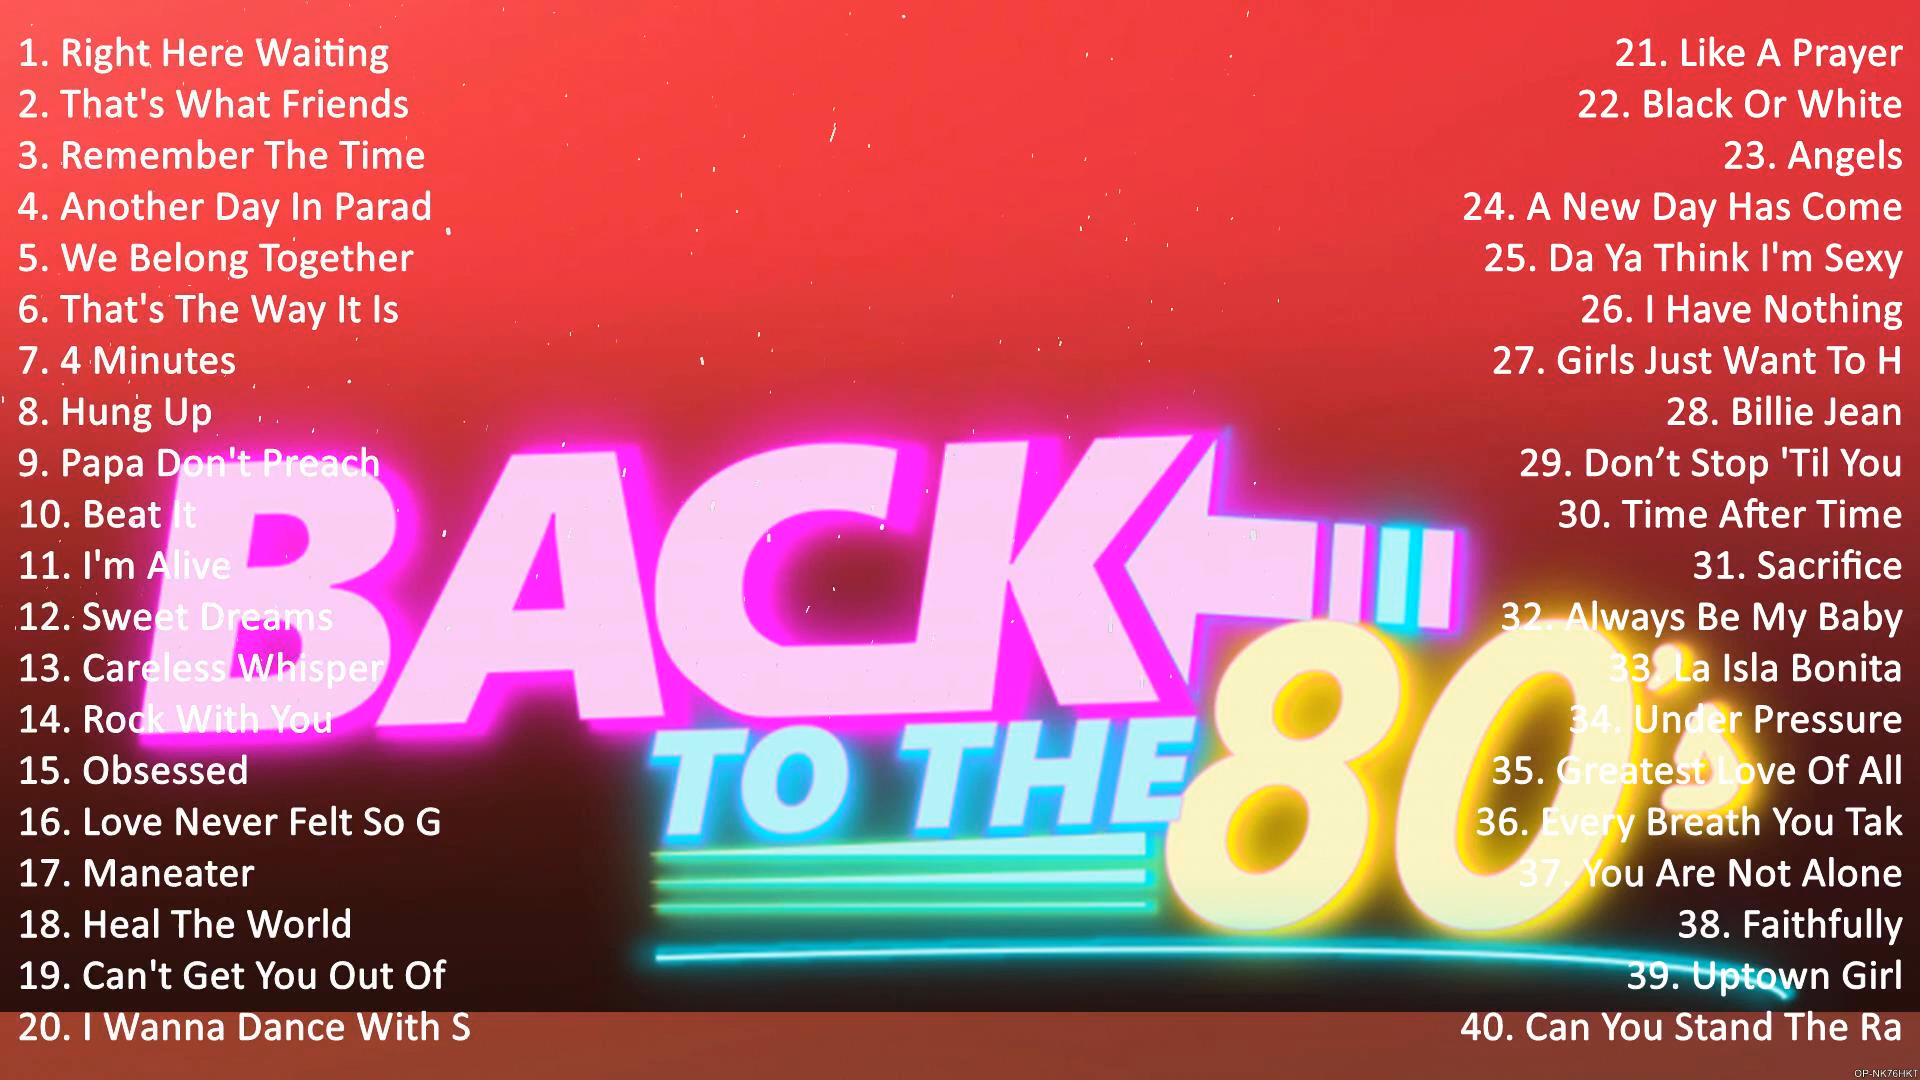 1. Right Here Waiting
2. That's What Friends
3. Remember The Time
4. Another Day In Parad
5. We Belong Together
6. That's The Way It Is
7. 4 Minutes
8. Hung Up
9. Papa Don't Preach
10. Beat It
11. I'm Alive
12. Sweet Dreams
13. Careless Whisper
14. Rock With You
15. Obsessed
16. Love Never Felt So G
17. Maneater
18. Heal The World
19. Can't Get You Out Of
20. I Wanna Dance With S
BACK
TO THE
80's
21. Like A Prayer
22. Black Or White
23. Angels
24. A New Day Has Come
25. Da Ya Think I'm Sexy
26. I Have Nothing
27. Girls Just Want To H
28. Billie Jean
29. Don’t Stop 'Til You
30. Time After Time
31. Sacrifice
32. Always Be My Baby
33. La Isla Bonita
34. Under Pressure
35. Greatest Love Of All
36. Every Breath You Tak
37. You Are Not Alone
38. Faithfully
39. Uptown Girl
40. Can You Stand The Ra
OP-NK76HKT